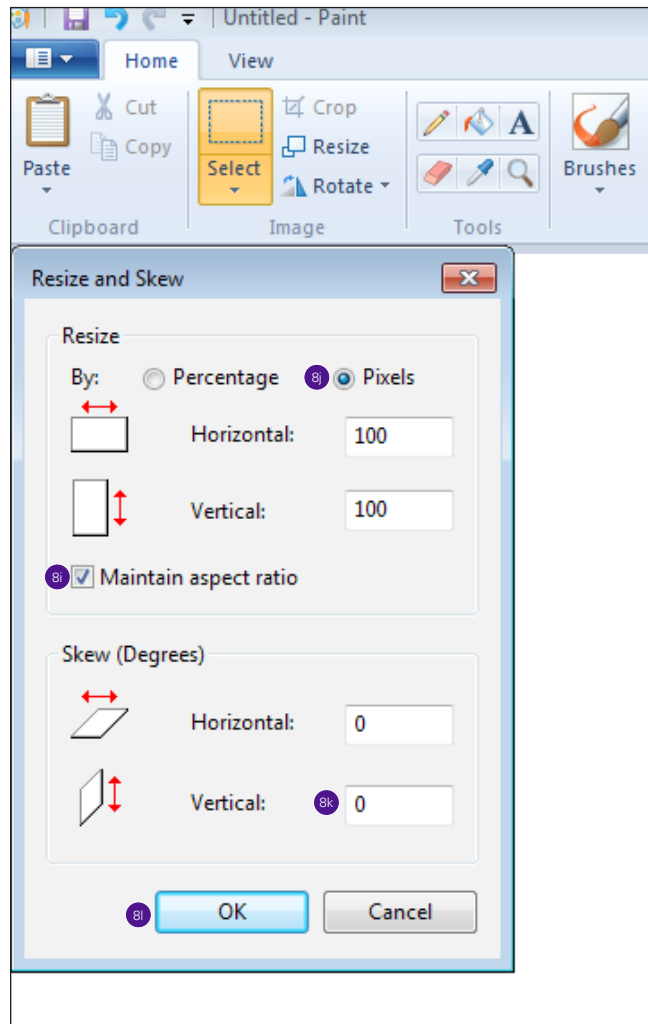 Untitled - Paint
Home View
Cut
Copy
Paste
Clipboard
Select
Crop
Resize
Rotate
Image
A
Tools
Brushes
Resize and Skew
Resize
By: Percentage 8j Pixels
Horizontal: 100
Vertical: 100
8i Maintain aspect ratio
Skew (Degrees)
Horizontal: 0
Vertical: 8k 0
8l OK Cancel